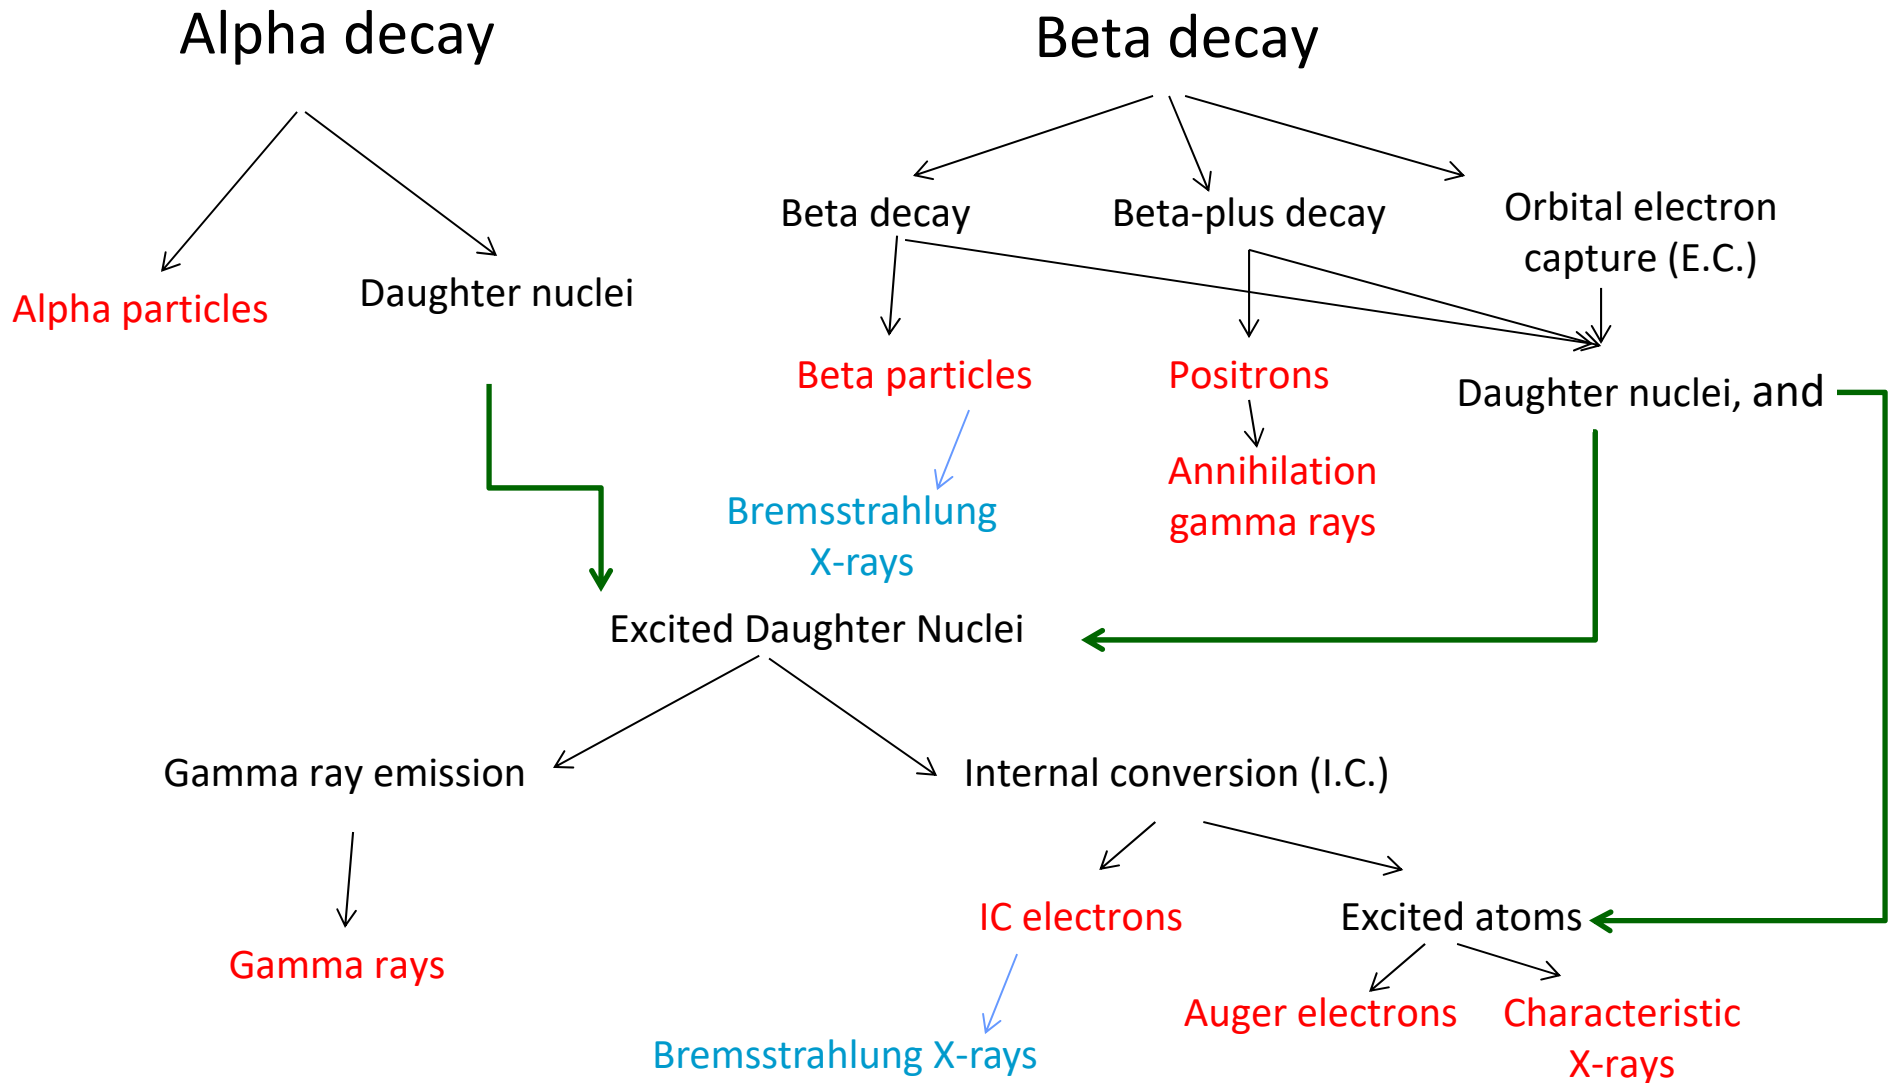 Alpha decay
Beta decay
Beta decay
Beta-plus decay
Orbital electron
capture (E.C.)
Alpha particles
Daughter nuclei
Beta particles
Positrons
Daughter nuclei, and
Annihilation
gamma rays
Bremsstrahlung
X-rays
Excited Daughter Nuclei
Gamma ray emission
Internal conversion (I.C.)
Gamma rays
IC electrons
Excited atoms
Bremsstrahlung X-rays
Auger electrons
Characteristic
X-rays